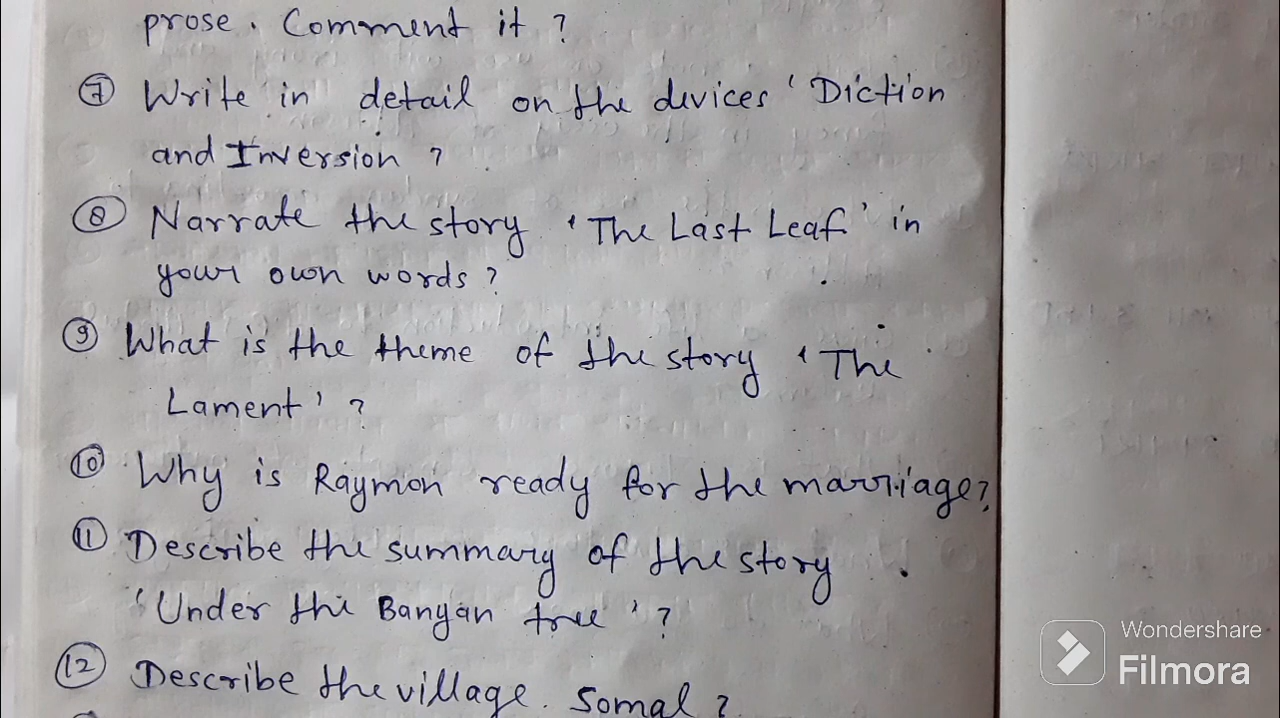 prose. Comment it ?
7 Write in detail on the devices 'Diction
and Inversion ?
8 Narrate the story 'The Last Leaf' in
your own words ?
9 What is the theme of the story 'The
Lament' ?
10 Why is Raymon ready for the marriage?
11 Describe the summary of the story
'Under the Banyan tree' ?
12 Describe the village. Somal ?
Wondershare
Filmora